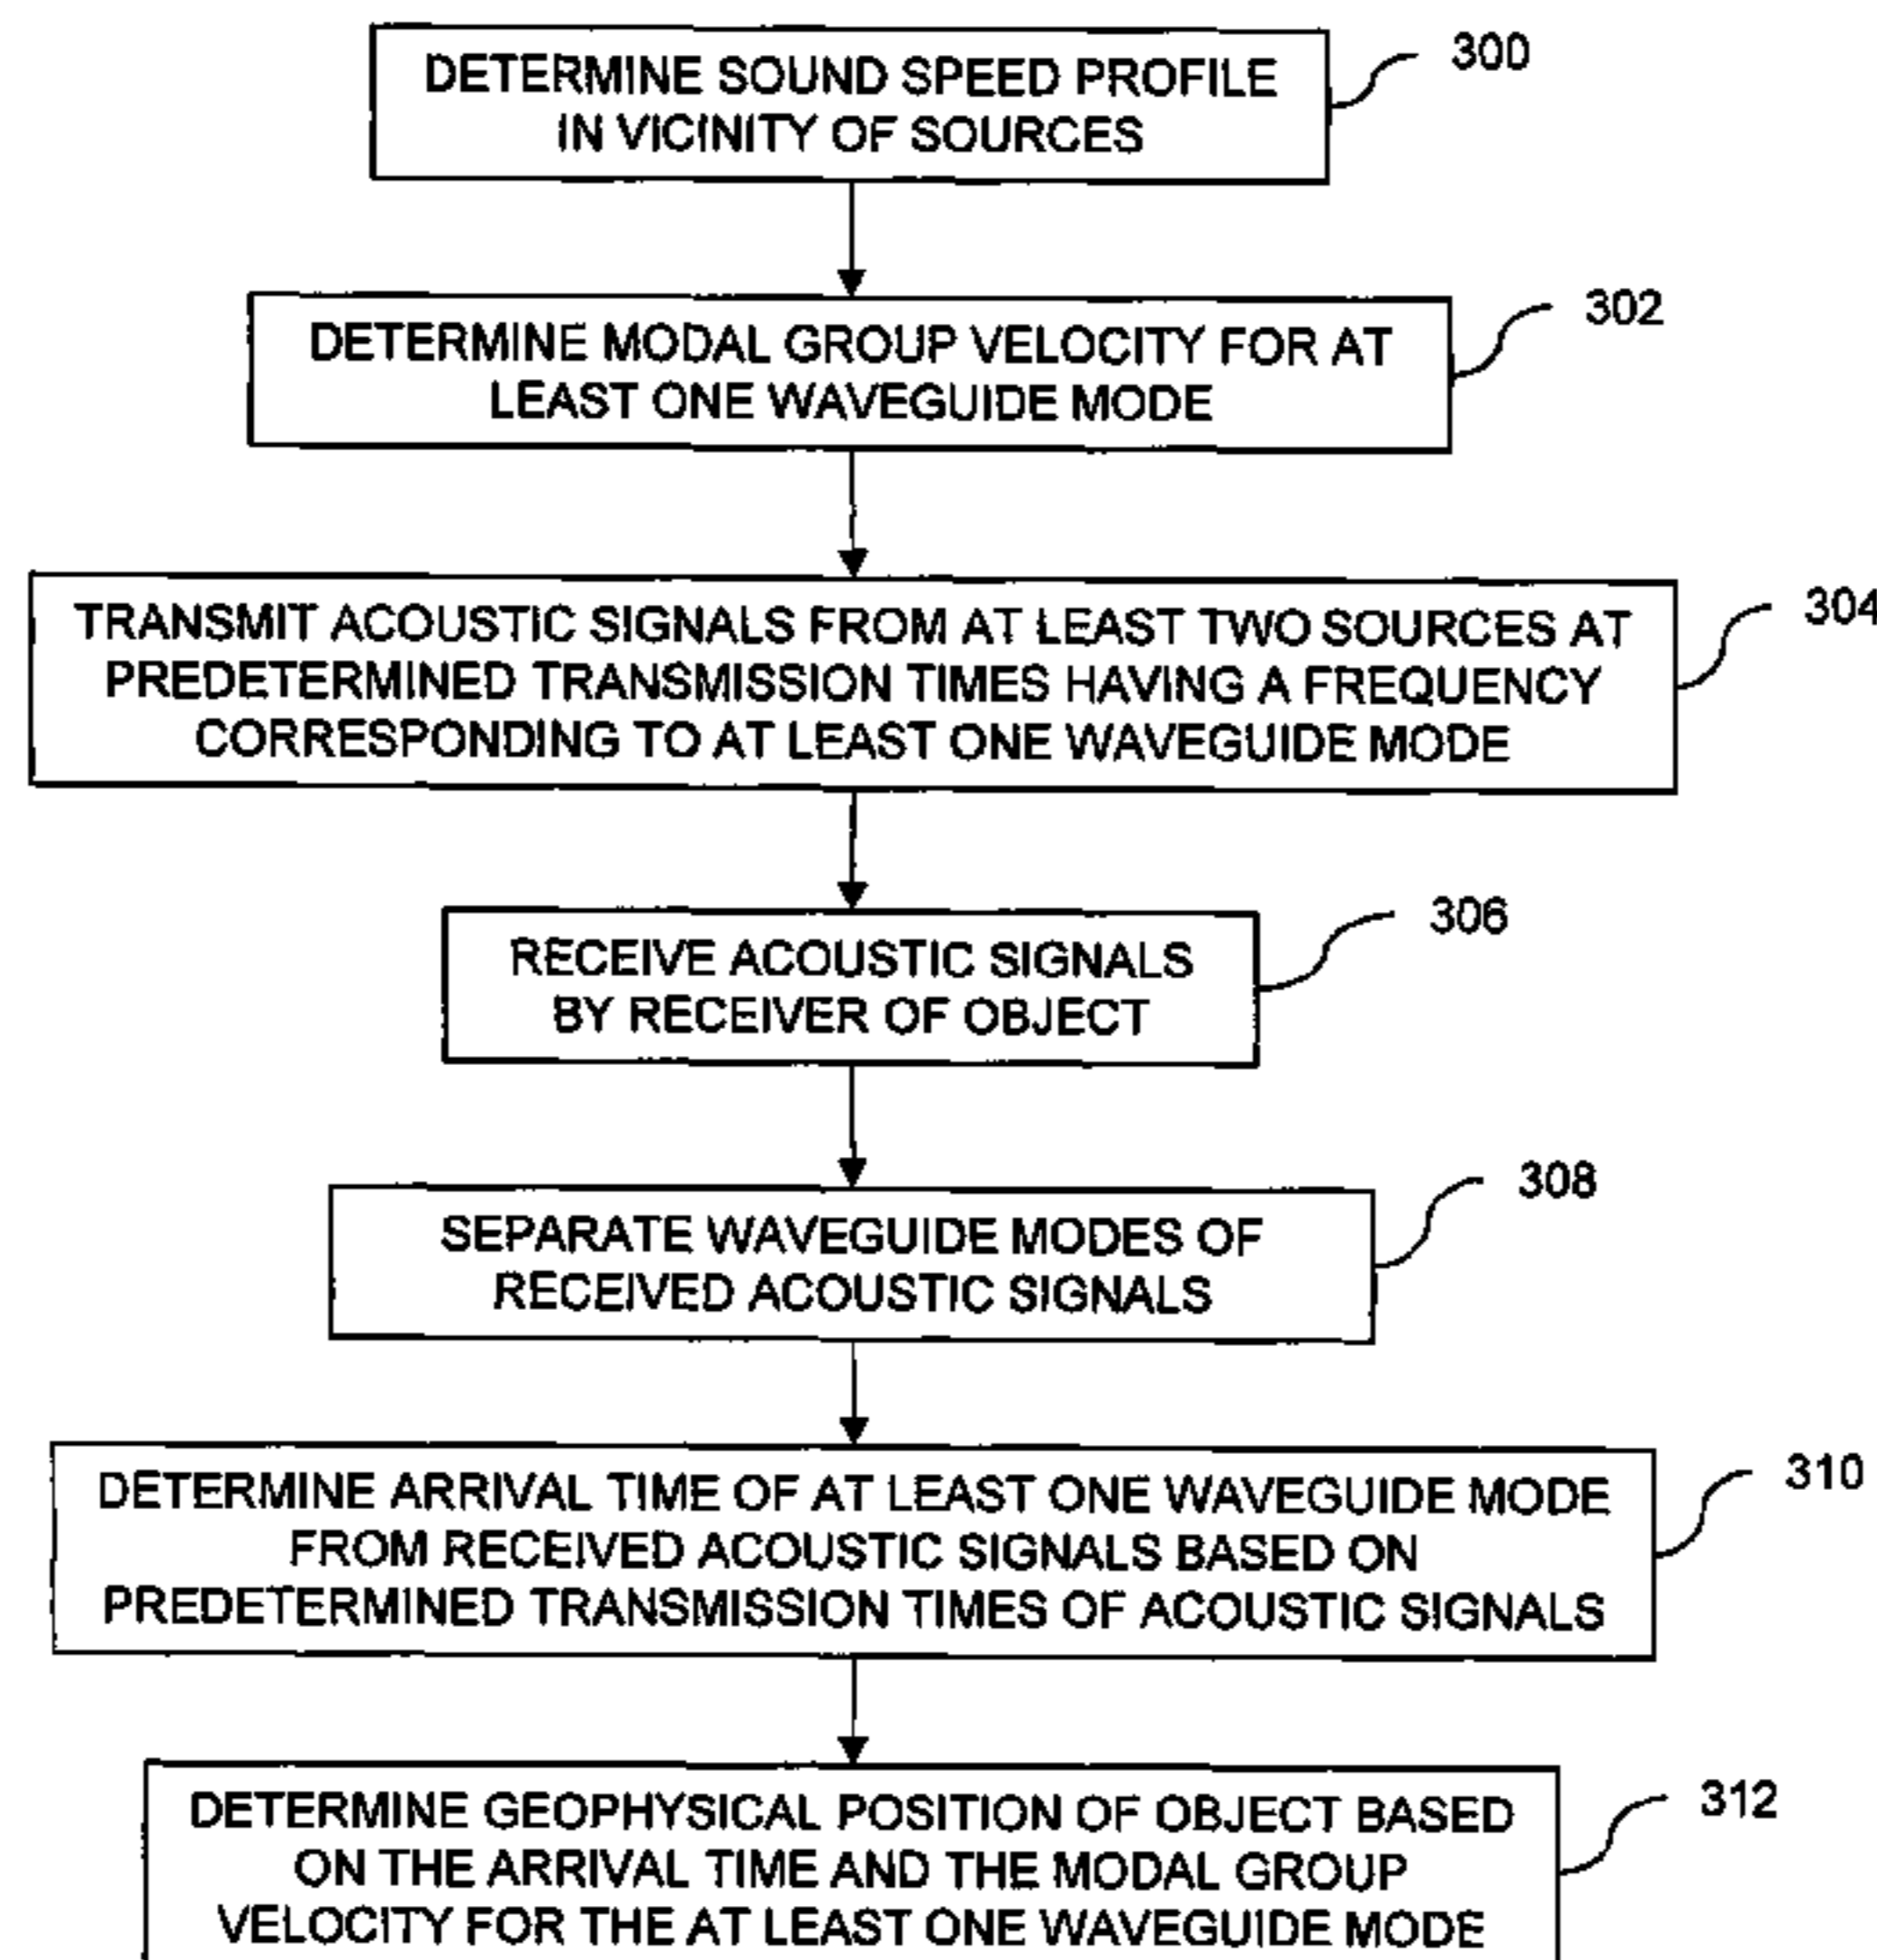 DETERMINE SOUND SPEED PROFILE
IN VICINITY OF SOURCES
300
DETERMINE MODAL GROUP VELOCITY FOR AT
LEAST ONE WAVEGUIDE MODE
302
TRANSMIT ACOUSTIC SIGNALS FROM AT LEAST TWO SOURCES AT
PREDETERMINED TRANSMISSION TIMES HAVING A FREQUENCY
CORRESPONDING TO AT LEAST ONE WAVEGUIDE MODE
304
RECEIVE ACOUSTIC SIGNALS
BY RECEIVER OF OBJECT
306
SEPARATE WAVEGUIDE MODES OF
RECEIVED ACOUSTIC SIGNALS
308
DETERMINE ARRIVAL TIME OF AT LEAST ONE WAVEGUIDE MODE
FROM RECEIVED ACOUSTIC SIGNALS BASED ON
PREDETERMINED TRANSMISSION TIMES OF ACOUSTIC SIGNALS
310
DETERMINE GEOPHYSICAL POSITION OF OBJECT BASED
ON THE ARRIVAL TIME AND THE MODAL GROUP
VELOCITY FOR THE AT LEAST ONE WAVEGUIDE MODE
312